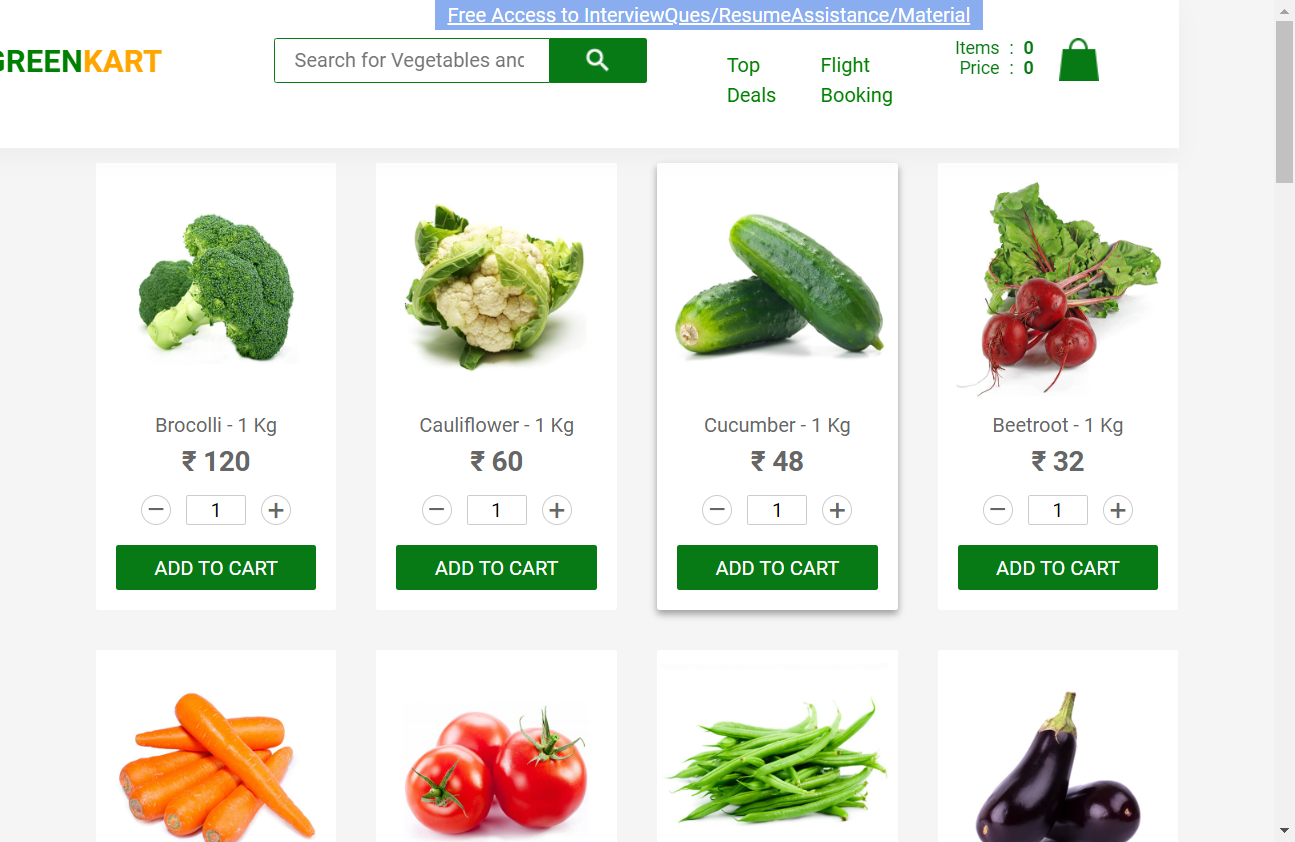 Free Access to InterviewQues/ResumeAssistance/Material
GREENKART
Search for Vegetables and
Top Deals
Flight Booking
Items : 0
Price : 0
Brocolli - 1 Kg
₹ 120
1
ADD TO CART
Cauliflower - 1 Kg
₹ 60
1
ADD TO CART
Cucumber - 1 Kg
₹ 48
1
ADD TO CART
Beetroot - 1 Kg
₹ 32
1
ADD TO CART